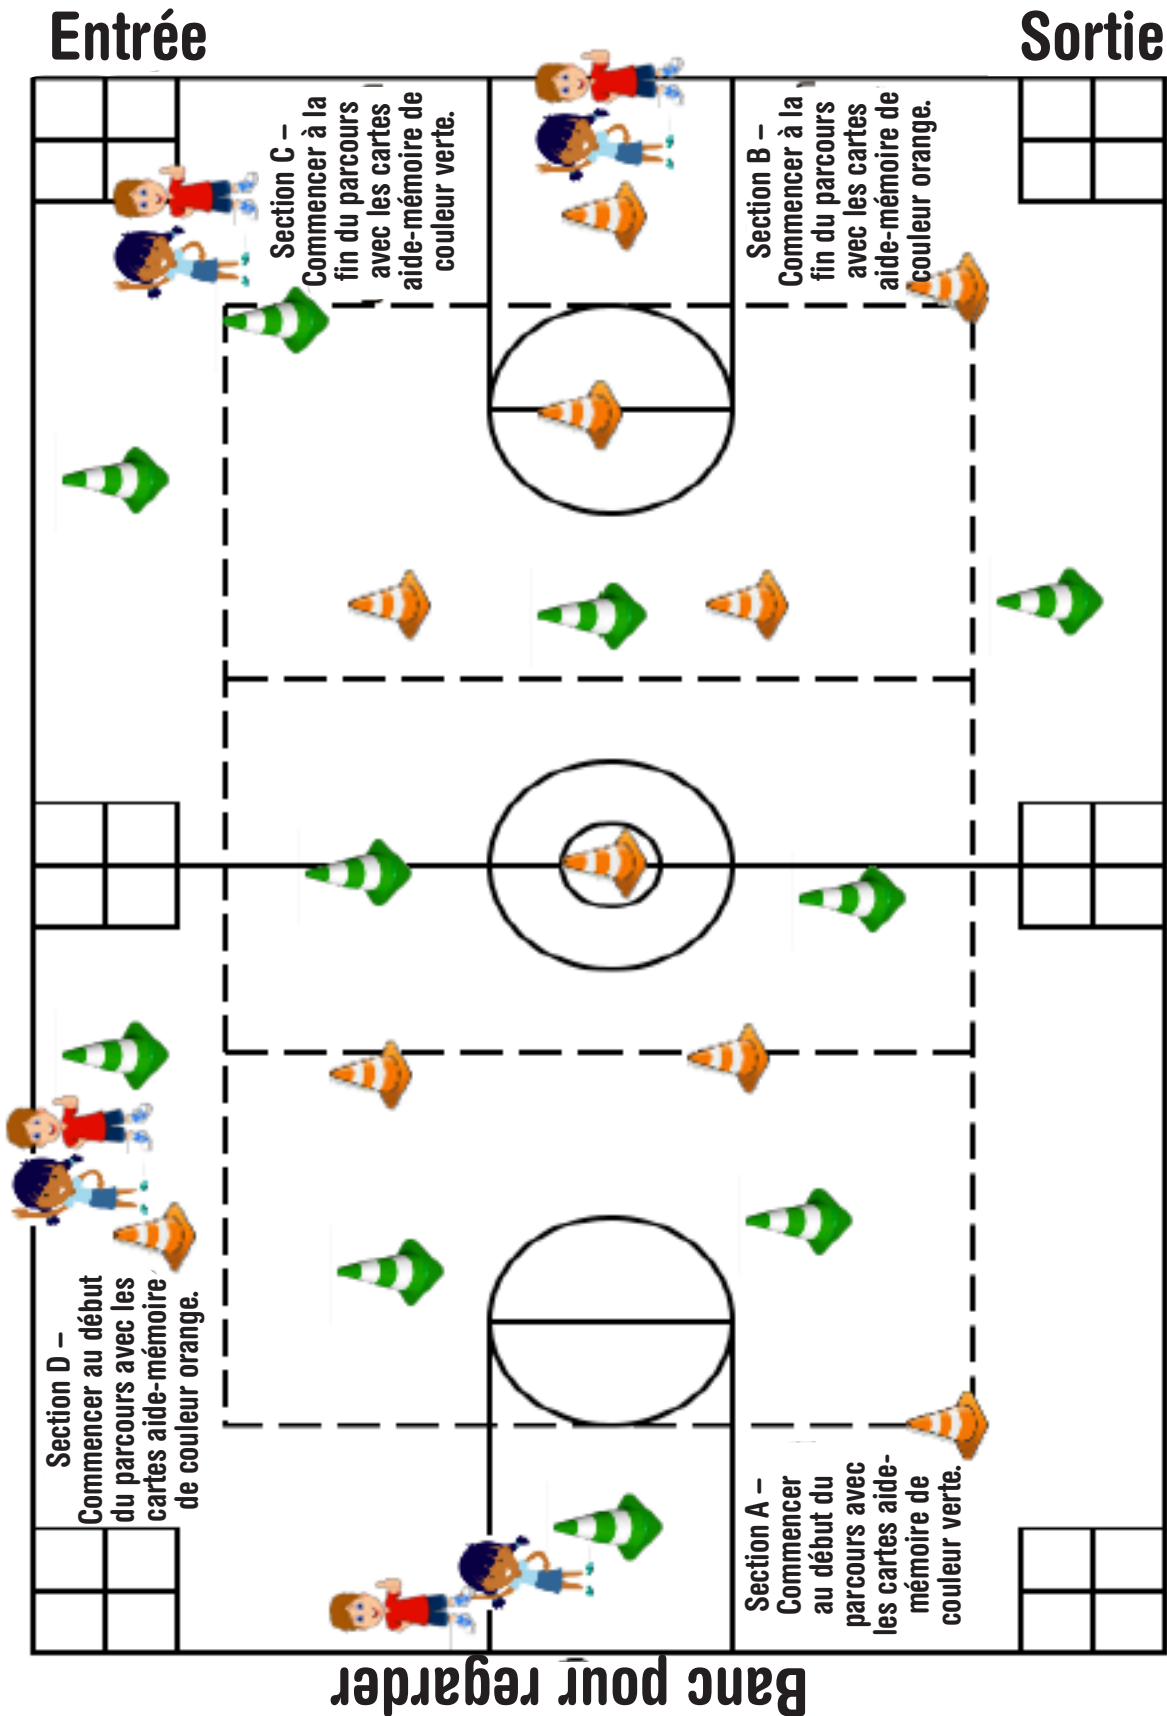 Entrée
Sortie
Section C –
Commencer à la
fin du parcours
avec les cartes
aide-mémoire de
couleur verte.
Section B –
Commencer à la
fin du parcours
avec les cartes
aide-mémoire de
couleur orange.
Section D –
Commencer au début
du parcours avec les
cartes aide-mémoire
de couleur orange.
Section A –
Commencer
au début du
parcours avec
les cartes aide-
mémoire de
couleur verte.
Banc pour regarder